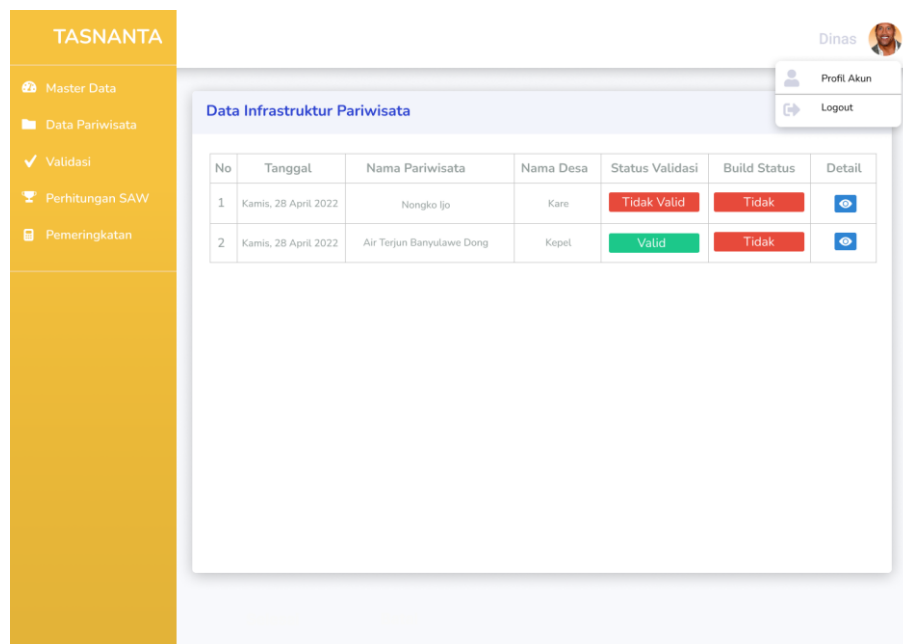 TASNANTA
Dinas
Profil Akun
Logout
Master Data
Data Pariwisata
Validasi
Perhitungan SAW
Pemeringkatan
Data Infrastruktur Pariwisata
No Tanggal Nama Pariwisata Nama Desa Status Validasi Build Status Detail
1 Kamis, 28 April 2022 Nongko Ijo Kare Tidak Valid Tidak
2 Kamis, 28 April 2022 Air Terjun Banyulawe Dong Kepel Valid Tidak